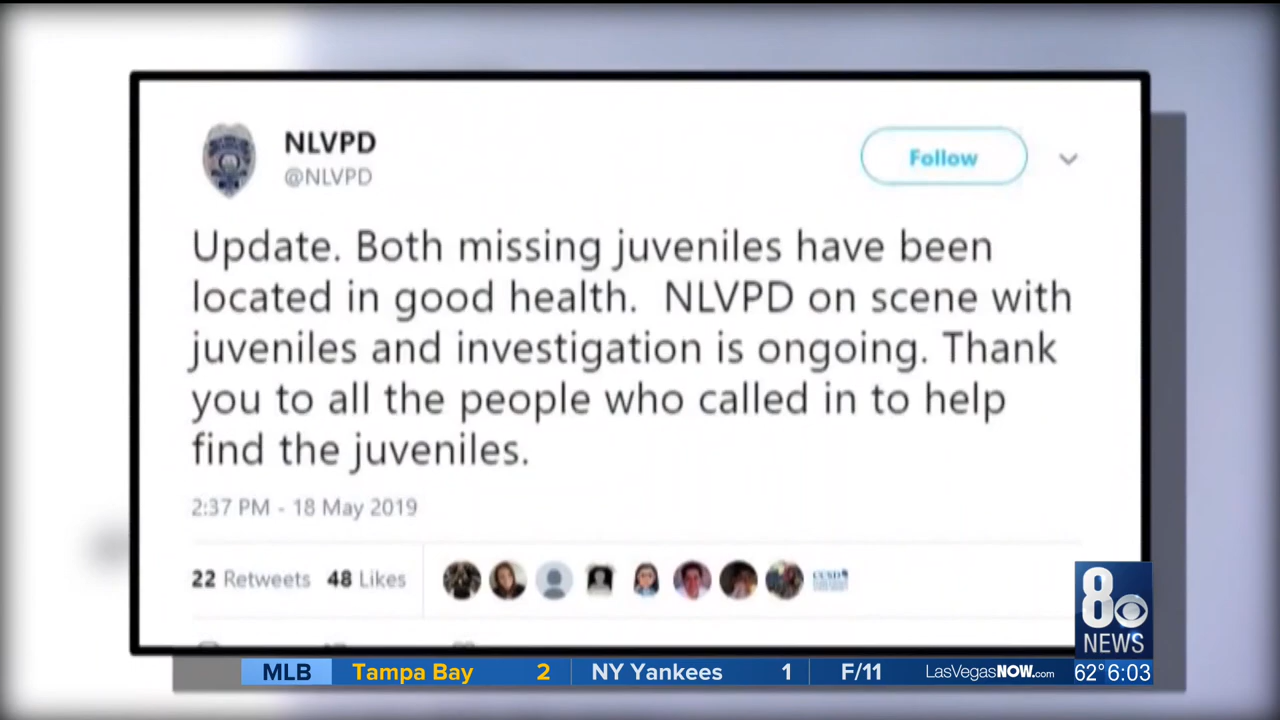 NLVPD
@NLVPD
Follow
Update. Both missing juveniles have been
located in good health.  NLVPD on scene with
juveniles and investigation is ongoing. Thank
you to all the people who called in to help
find the juveniles.
2:37 PM - 18 May 2019
22 Retweets 48 Likes
CCSD
8
NEWS
MLB Tampa Bay 2 NY Yankees 1 F/11 LasVegasNOW.com 62° 6:03